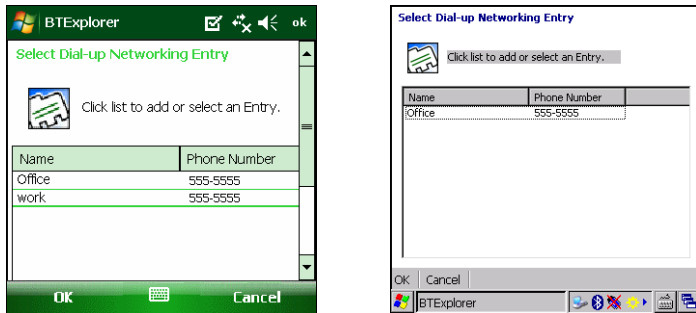 BTExplorer ok
Select Dial-up Networking Entry
Click list to add or select an Entry.
Name Phone Number
Office 555-5555
work 555-5555
OK Cancel
Select Dial-up Networking Entry
Click list to add or select an Entry.
Name Phone Number
Office 555-5555
OK Cancel
BTExplorer